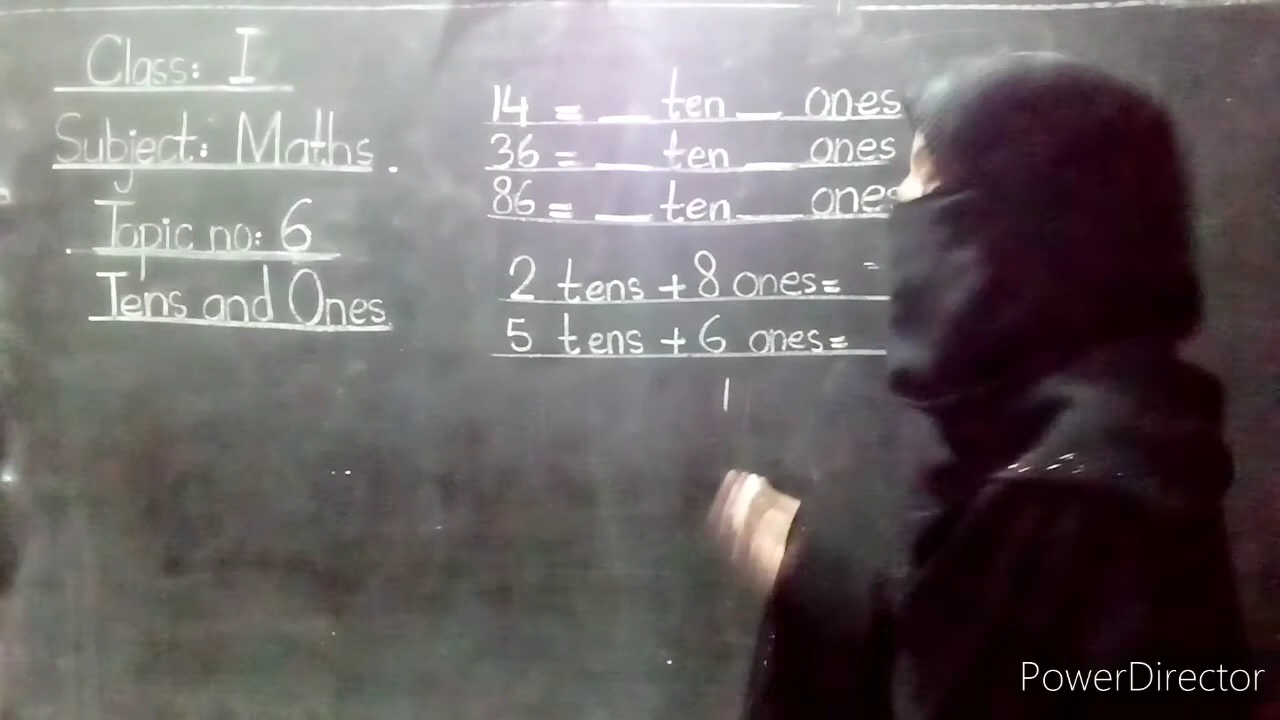 Class: I
Subject: Maths.
Topic no: 6
Tens and Ones.
14 = __ ten __ ones
36 = __ ten __ ones
86 = __ ten __ ones
2 tens + 8 ones =
5 tens + 6 ones =
PowerDirector